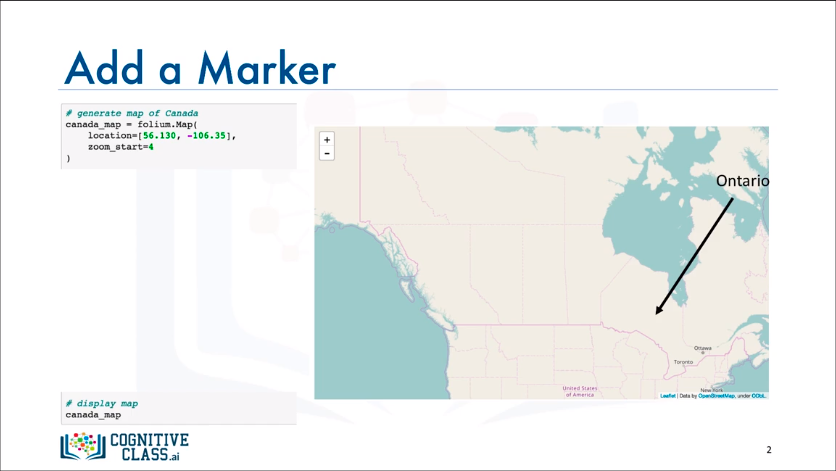 Add a Marker
# generate map of Canada
canada_map = folium.Map(
    location=[56.130, -106.35],
    zoom_start=4
)
+
-
Ontario
Ottawa
Toronto
New York
United States
of America
Leaflet | Data by OpenStreetMap, under ODbL.
# display map
canada_map
COGNITIVE
CLASS.ai
2